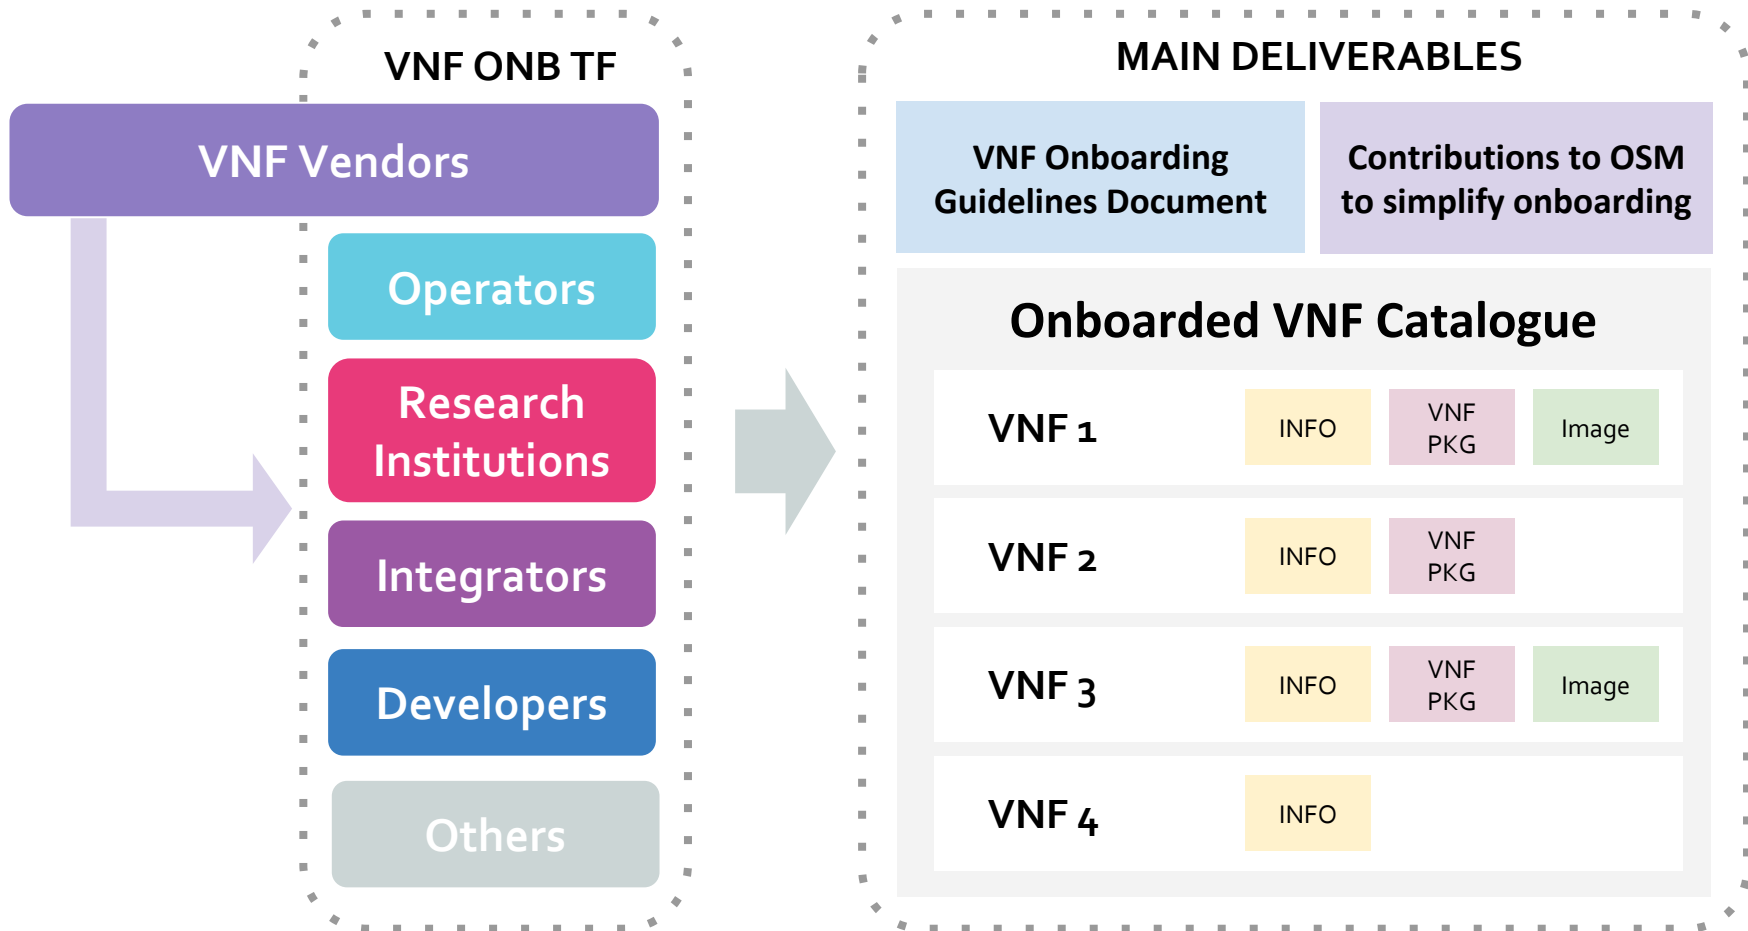 VNF ONB TF
VNF Vendors
Operators
Research
Institutions
Integrators
Developers
Others
MAIN DELIVERABLES
VNF Onboarding
Guidelines Document
Contributions to OSM
to simplify onboarding
Onboarded VNF Catalogue
VNF 1
INFO
VNF
PKG
Image
VNF 2
INFO
VNF
PKG
VNF 3
INFO
VNF
PKG
Image
VNF 4
INFO